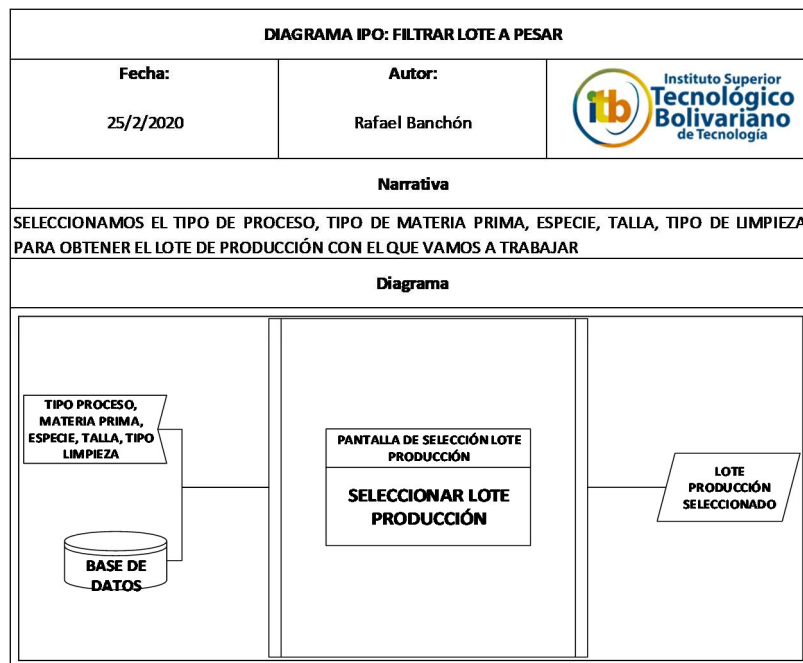 DIAGRAMA IPO: FILTRAR LOTE A PESAR
Fecha:
25/2/2020
Autor:
Rafael Banchón
itb
Instituto Superior
Tecnológico
Bolivariano
de Tecnología
Narrativa
SELECCIONAMOS EL TIPO DE PROCESO, TIPO DE MATERIA PRIMA, ESPECIE, TALLA, TIPO DE LIMPIEZA
PARA OBTENER EL LOTE DE PRODUCCIÓN CON EL QUE VAMOS A TRABAJAR
Diagrama
TIPO PROCESO,
MATERIA PRIMA,
ESPECIE, TALLA, TIPO
LIMPIEZA
BASE DE
DATOS
PANTALLA DE SELECCIÓN LOTE
PRODUCCIÓN
SELECCIONAR LOTE
PRODUCCIÓN
LOTE
PRODUCCIÓN
SELECCIONADO